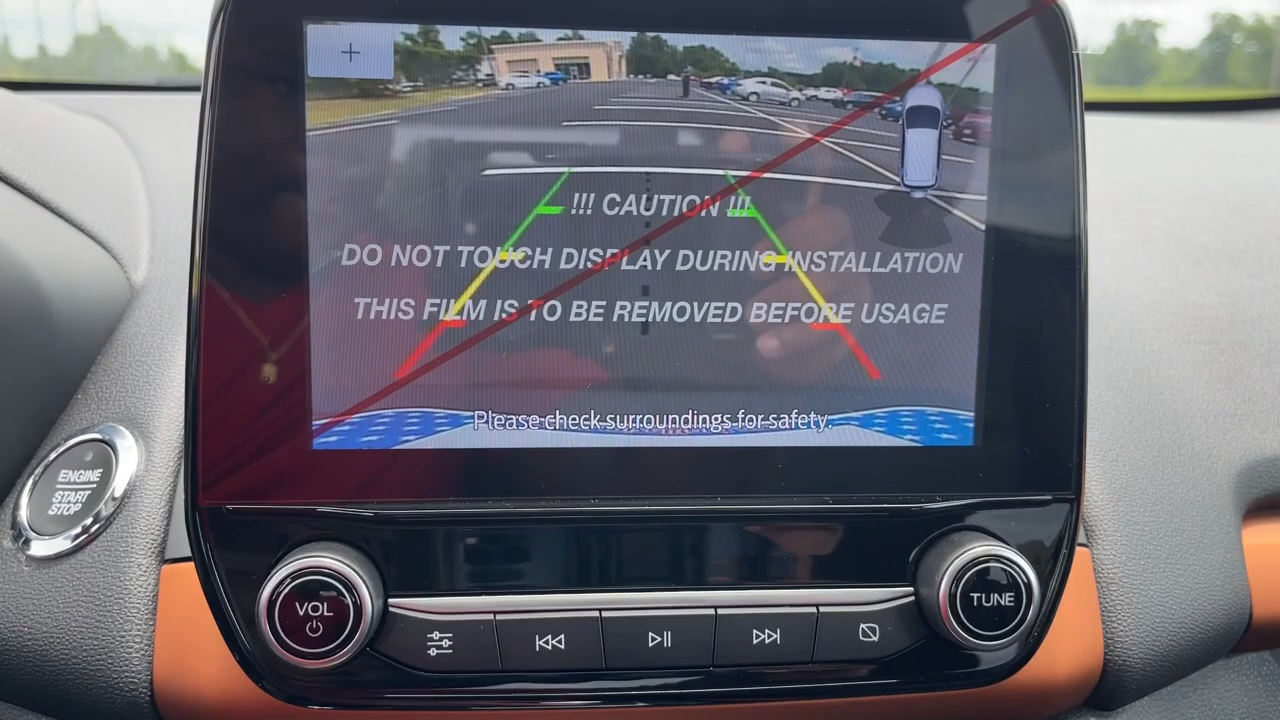 !!! CAUTION !!!
DO NOT TOUCH DISPLAY DURING INSTALLATION
THIS FILM IS TO BE REMOVED BEFORE USAGE
Please check surroundings for safety.
ENGINE
START
STOP
VOL
TUNE